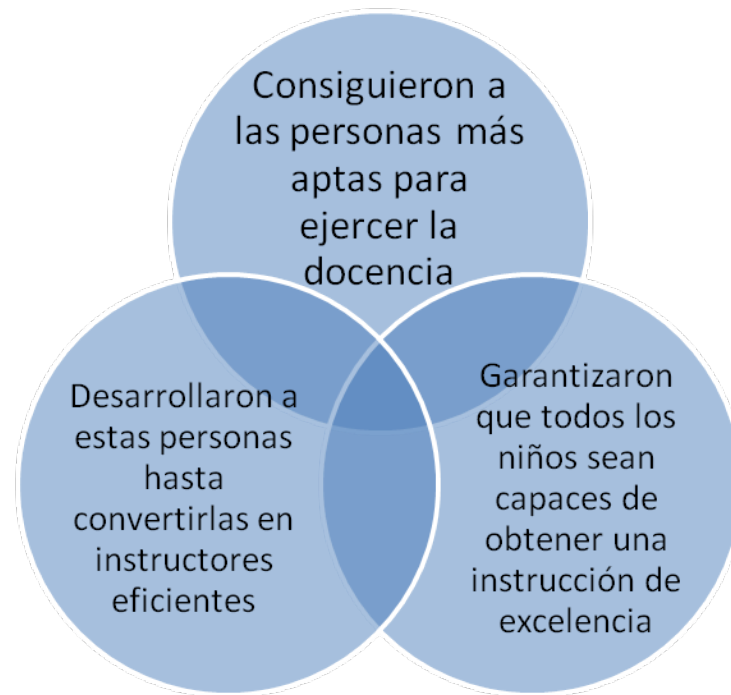 Consiguieron a
las personas más
aptas para
ejercer la
docencia
Desarrollaron a
estas personas
hasta
convertirlas en
instructores
eficientes
Garantizaron
que todos los
niños sean
capaces de
obtener una
instrucción de
excelencia